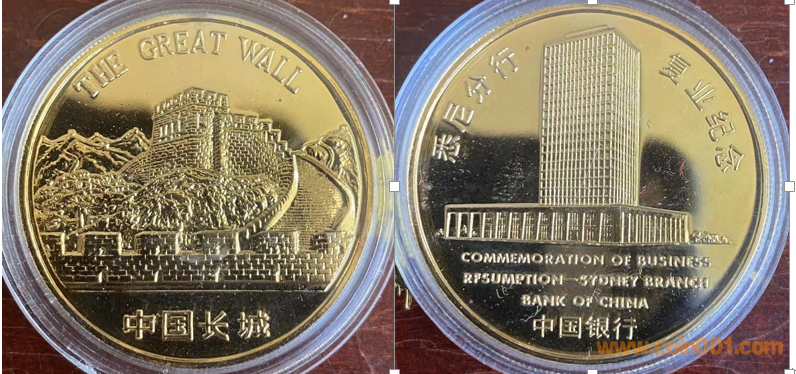 THE GREAT WALL
中国长城
悉尼分行
复业纪念
COMMEMORATION OF BUSINESS
RESUMPTION—SYDNEY BRANCH
BANK OF CHINA
中国银行
www.coin001.com